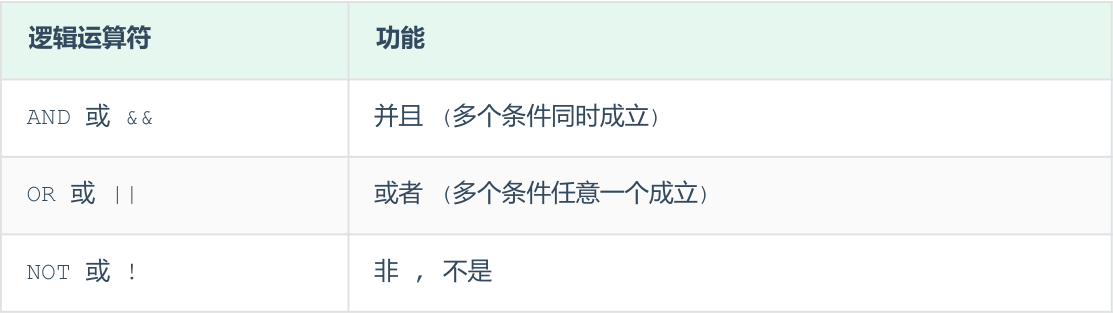 逻辑运算符 功能
AND 或 && 并且 (多个条件同时成立)
OR 或 || 或者 (多个条件任意一个成立)
NOT 或 ! 非 , 不是